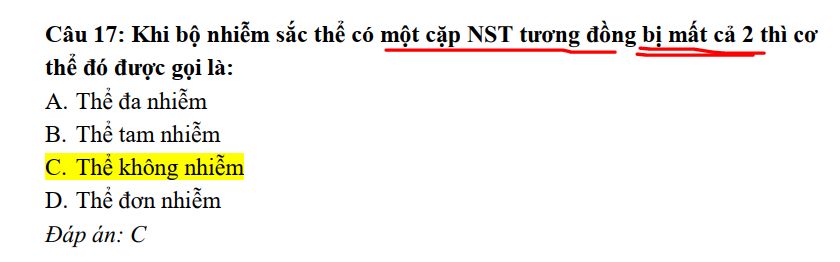 Câu 17: Khi bộ nhiễm sắc thể có một cặp NST tương đồng bị mất cả 2 thì cơ
thể đó được gọi là:
A. Thể đa nhiễm
B. Thể tam nhiễm
C. Thể không nhiễm
D. Thể đơn nhiễm
Đáp án: C